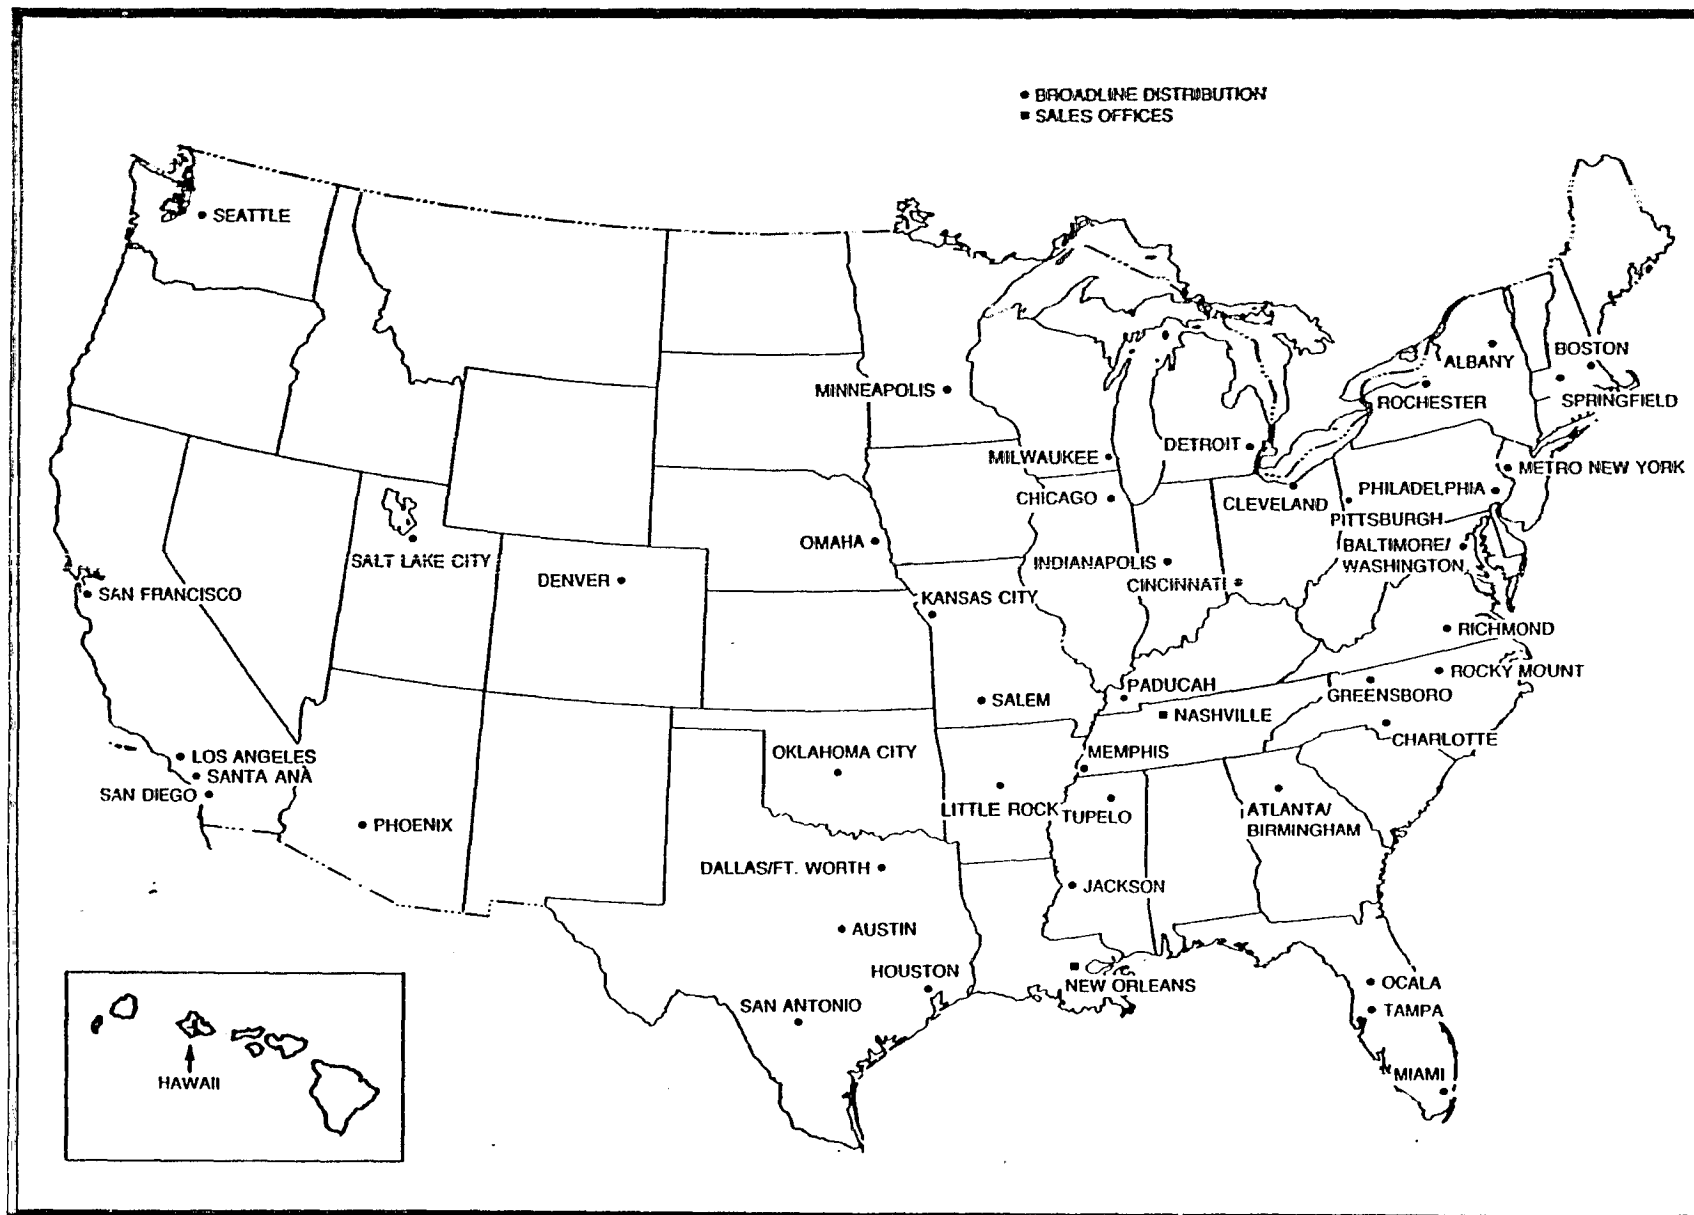 BROADLINE DISTRIBUTION
SALES OFFICES
SEATTLE
BOSTON
ALBANY
MINNEAPOLIS
ROCHESTER
SPRINGFIELD
DETROIT
MILWAUKEE
METRO NEW YORK
CHICAGO
CLEVELAND
PHILADELPHIA
PITTSBURGH
OMAHA
BALTIMORE/
WASHINGTON
SALT LAKE CITY
DENVER
INDIANAPOLIS
CINCINNATI
SAN FRANCISCO
KANSAS CITY
RICHMOND
ROCKY MOUNT
PADUCAH
GREENSBORO
SALEM
NASHVILLE
CHARLOTTE
LOS ANGELES
OKLAHOMA CITY
MEMPHIS
SANTA ANA
SAN DIEGO
LITTLE ROCK
TUPELO
ATLANTA/
BIRMINGHAM
PHOENIX
DALLAS/FT. WORTH
JACKSON
AUSTIN
HOUSTON
NEW ORLEANS
OCALA
SAN ANTONIO
TAMPA
MIAMI
HAWAII